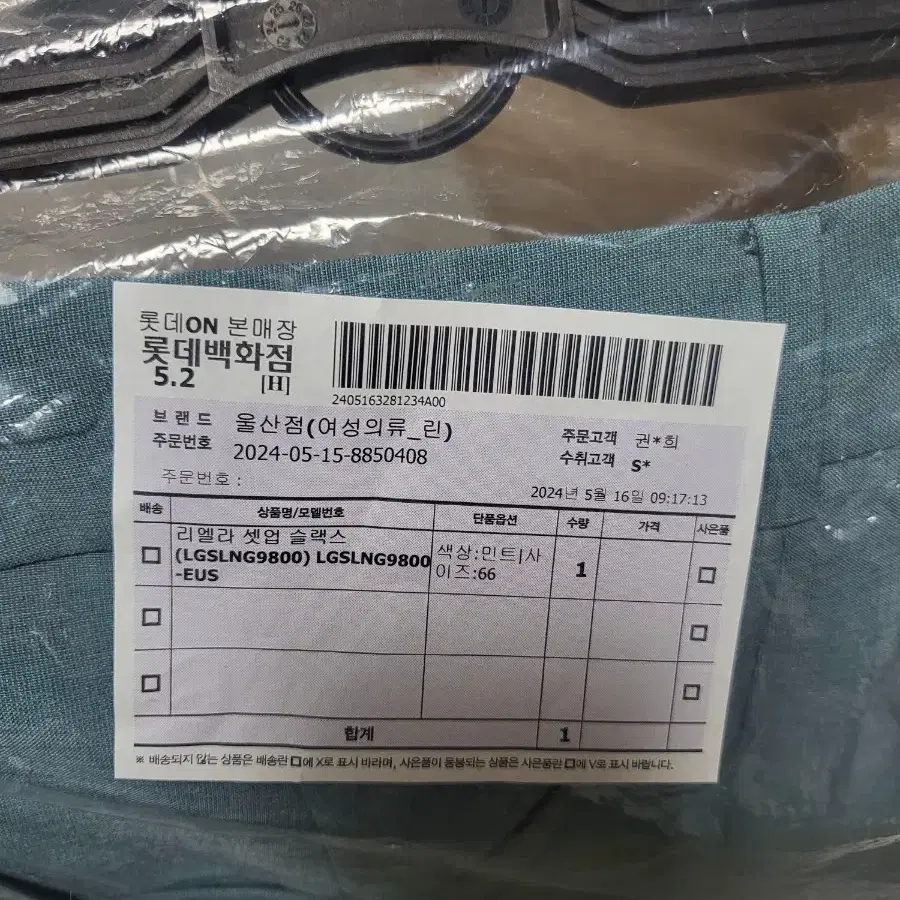 롯데ON 본매장
롯데백화점
5.2 [H]
2405163281234A00
브 랜 드 울산점(여성의류_린) 주문고객 권*희
주문번호 2024-05-15-8850408 수취고객 S*
주문번호 :
2024년 5월 16일 09:17:13
배송 상품명/모델번호 단품옵션 수량 가격 사은품
리엘라 셋업 슬랙스
(LGSLNG9800) LGSLNG9800
-EUS
색상:민트|사
이즈:66
1
합계 1
※ 배송되지 않는 상품은 배송란 □에 X로 표시 바라며, 사은품이 동봉되는 상품은 사은품란 □에 V로 표시 바랍니다.